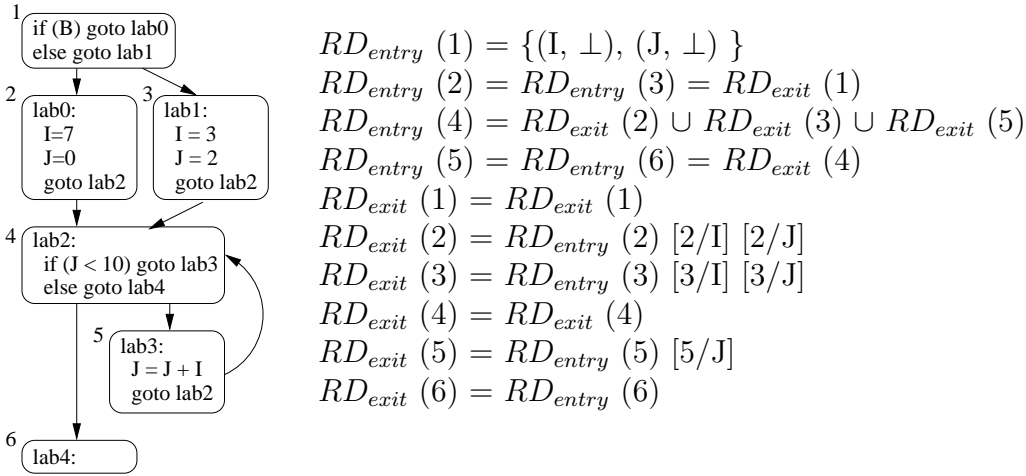 1
if (B) goto lab0
else goto lab1
2
lab0:
I=7
J=0
goto lab2
3
lab1:
I = 3
J = 2
goto lab2
4
lab2:
if (J < 10) goto lab3
else goto lab4
5
lab3:
J = J + I
goto lab2
6
lab4:
RD_entry (1) = {(I, ⊥), (J, ⊥) }
RD_entry (2) = RD_entry (3) = RD_exit (1)
RD_entry (4) = RD_exit (2) ∪ RD_exit (3) ∪ RD_exit (5)
RD_entry (5) = RD_entry (6) = RD_exit (4)
RD_exit (1) = RD_exit (1)
RD_exit (2) = RD_entry (2) [2/I] [2/J]
RD_exit (3) = RD_entry (3) [3/I] [3/J]
RD_exit (4) = RD_exit (4)
RD_exit (5) = RD_entry (5) [5/J]
RD_exit (6) = RD_entry (6)